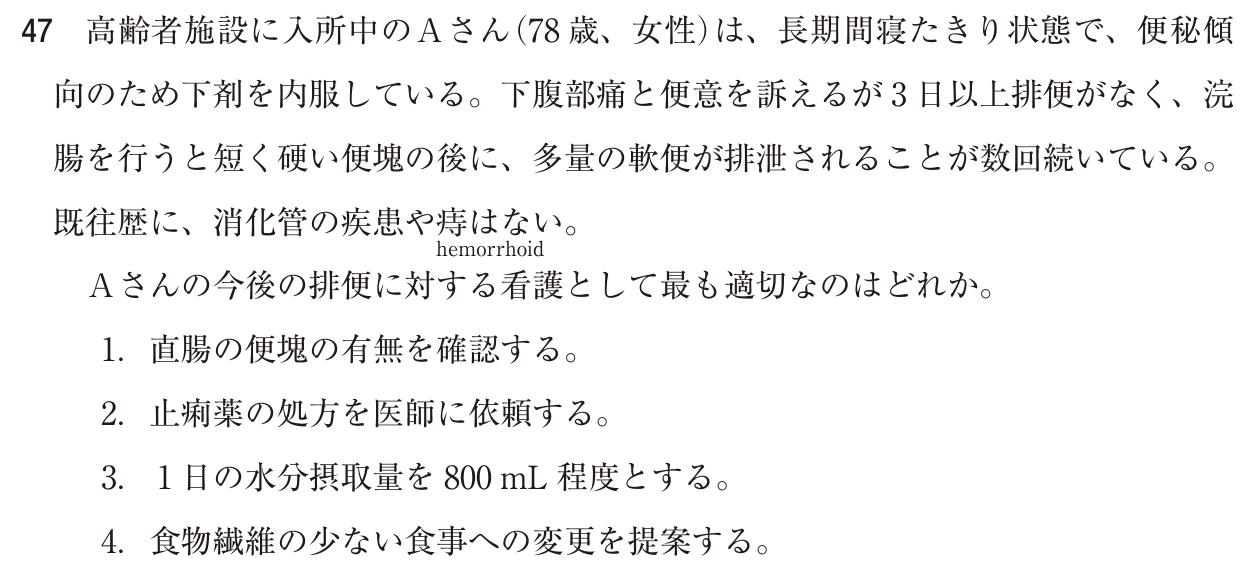 47 高齢者施設に入所中のAさん(78 歳、女性)は、長期間寝たきり状態で、便秘傾
向のため下剤を内服している。下腹部痛と便意を訴えるが3日以上排便がなく、浣
腸を行うと短く硬い便塊の後に、多量の軟便が排泄されることが数回続いている。
既往歴に、消化管の疾患や痔はない。
hemorrhoid
Aさんの今後の排便に対する看護として最も適切なのはどれか。
1. 直腸の便塊の有無を確認する。
2. 止痢薬の処方を医師に依頼する。
3. 1日の水分摂取量を 800 mL 程度とする。
4. 食物繊維の少ない食事への変更を提案する。